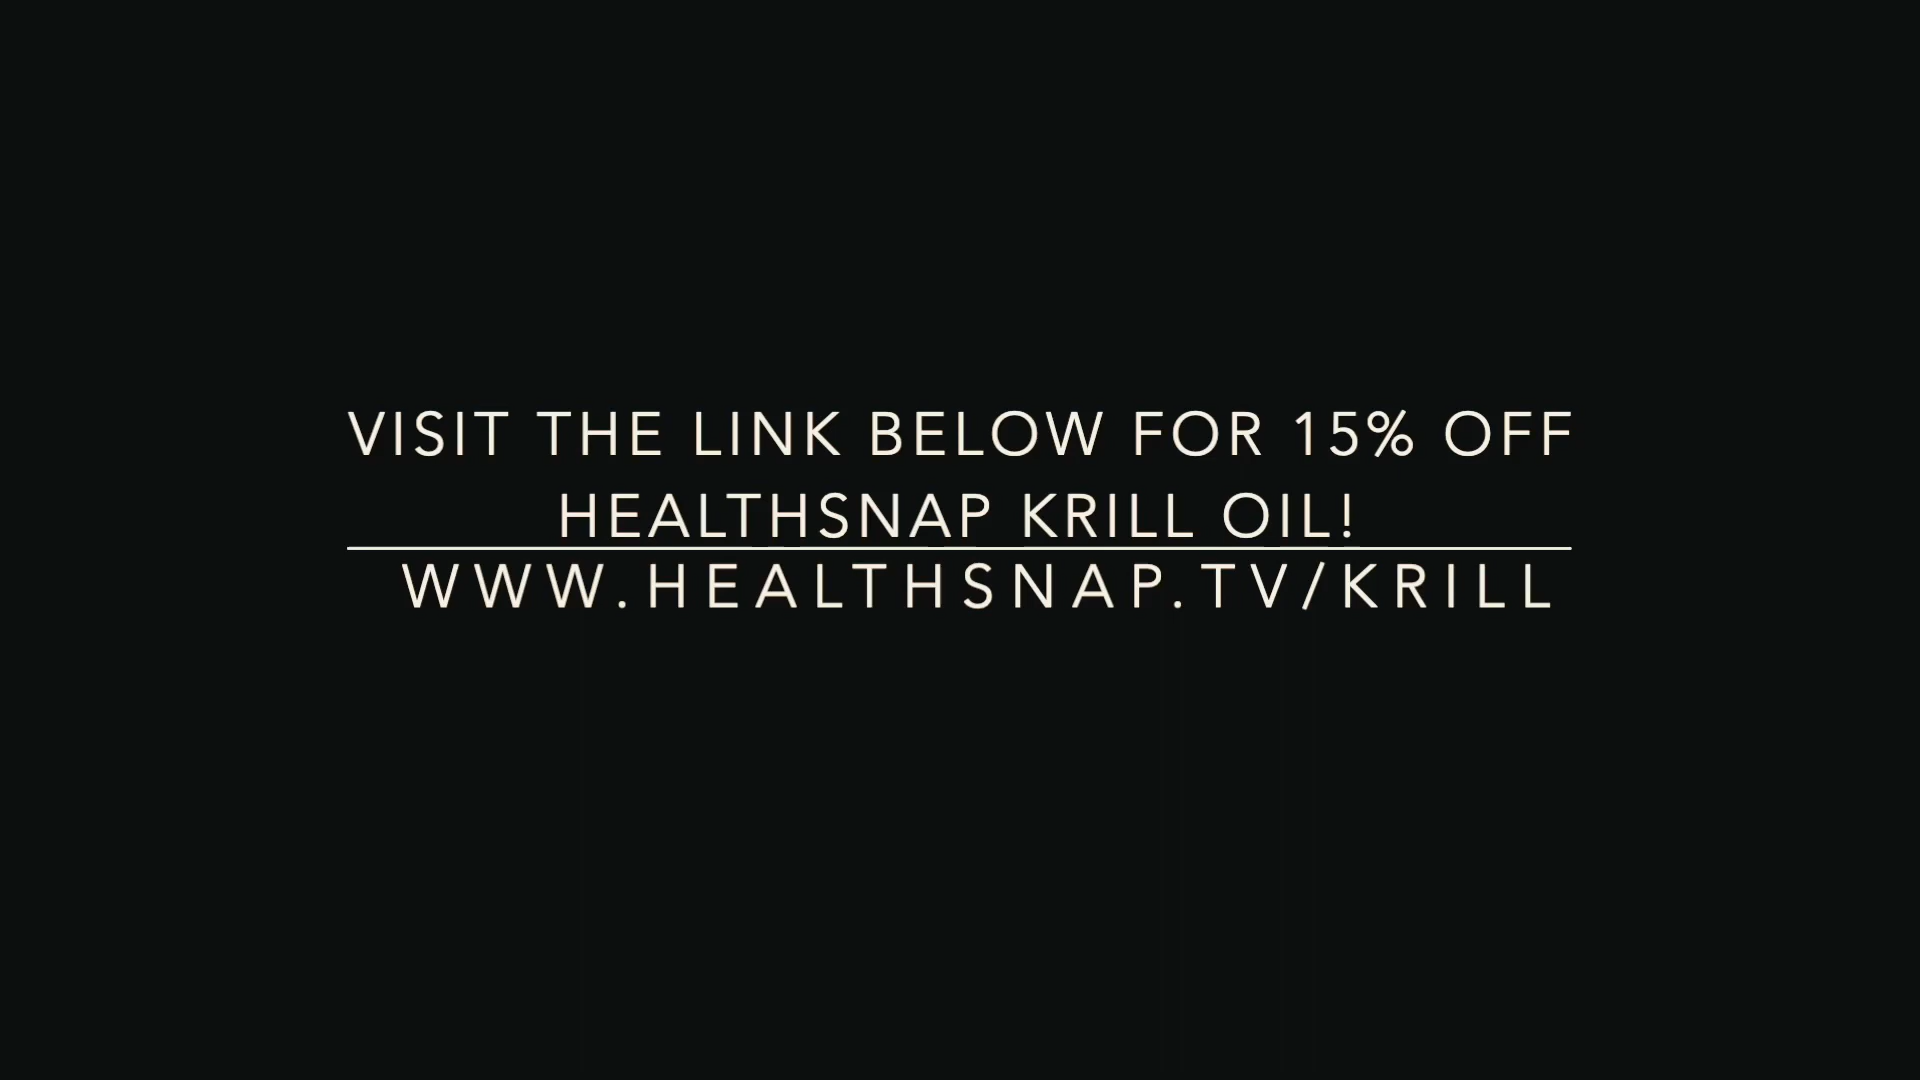 VISIT THE LINK BELOW FOR 15% OFF
HEALTHSNAP KRILL OIL!
WWW.HEALTHSNAP.TV/KRILL